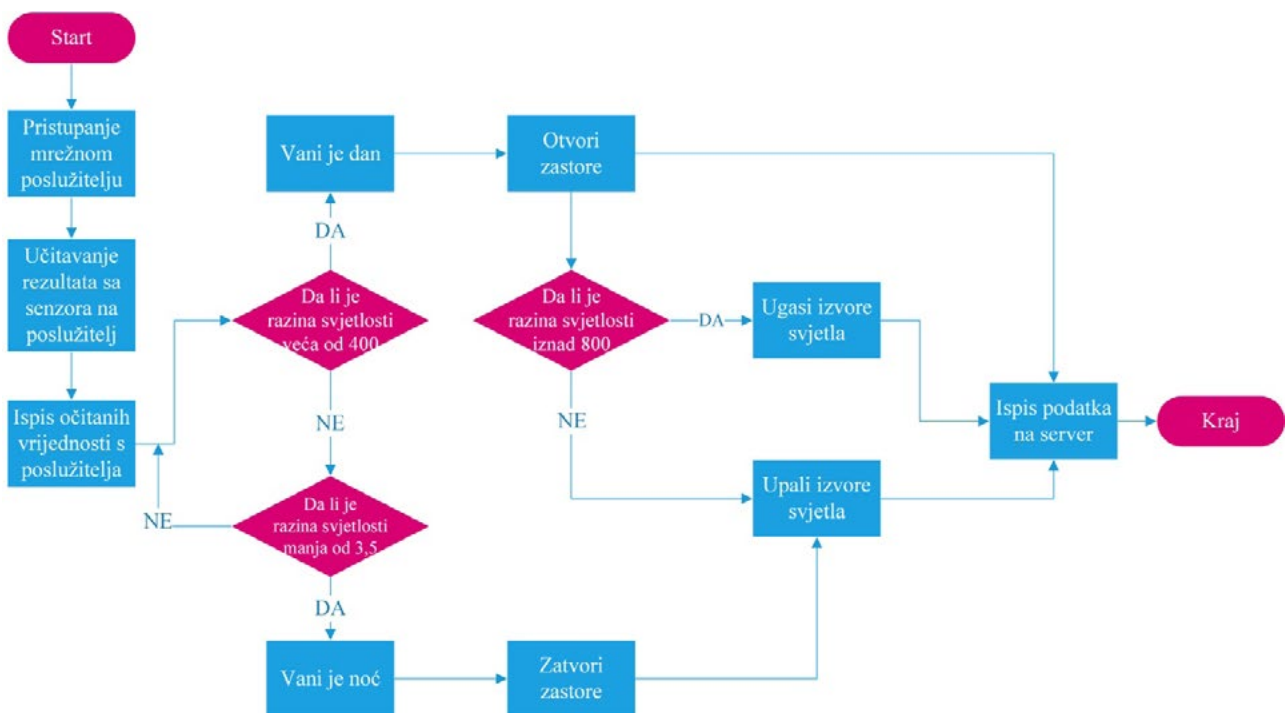 Start
Pristupanje
mrežnom
poslužitelju
Učitavanje
rezultata sa
senzora na
poslužitelj
Ispis očitanih
vrijednosti s
poslužitelja
Vani je dan
DA
Da li je
razina svjetlosti
veća od 400
NE
Da li je
razina svjetlosti
manja od 3,5
NE
DA
Vani je noć
Otvori
zastore
Da li je
razina svjetlosti
iznad 800
DA
NE
Ugasi izvore
svjetla
Upali izvore
svjetla
Zatvori
zastore
Ispis podatka
na server
Kraj